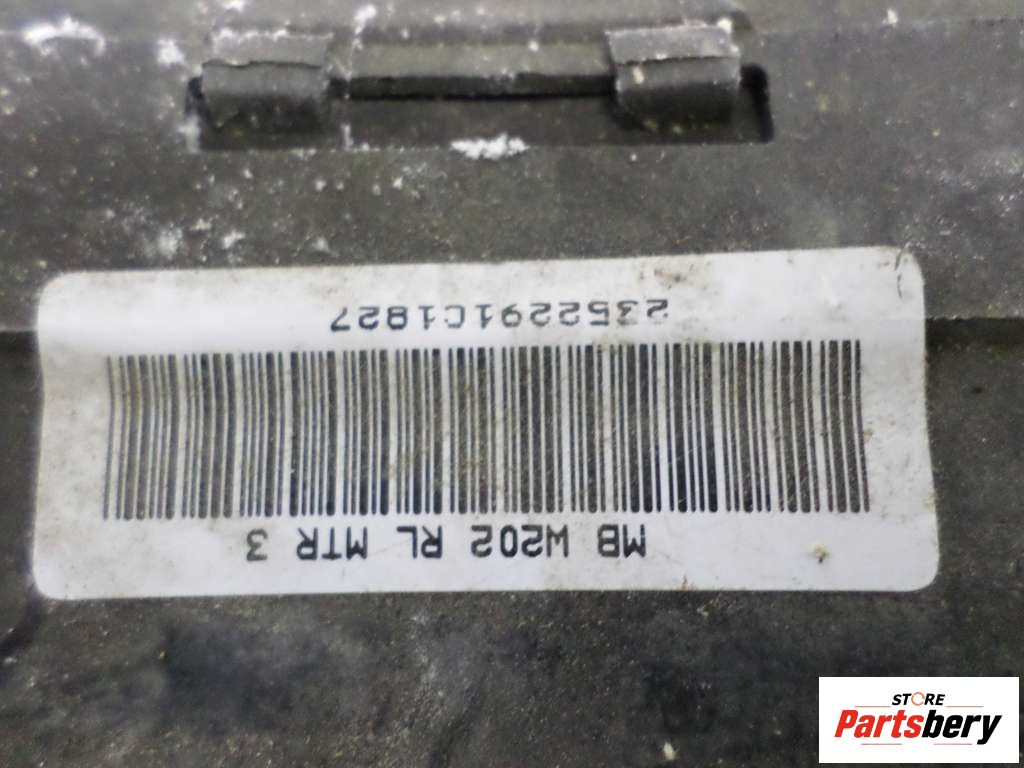 MB W202 RL MTR 3
2352291C1827
STORE
Partsbery